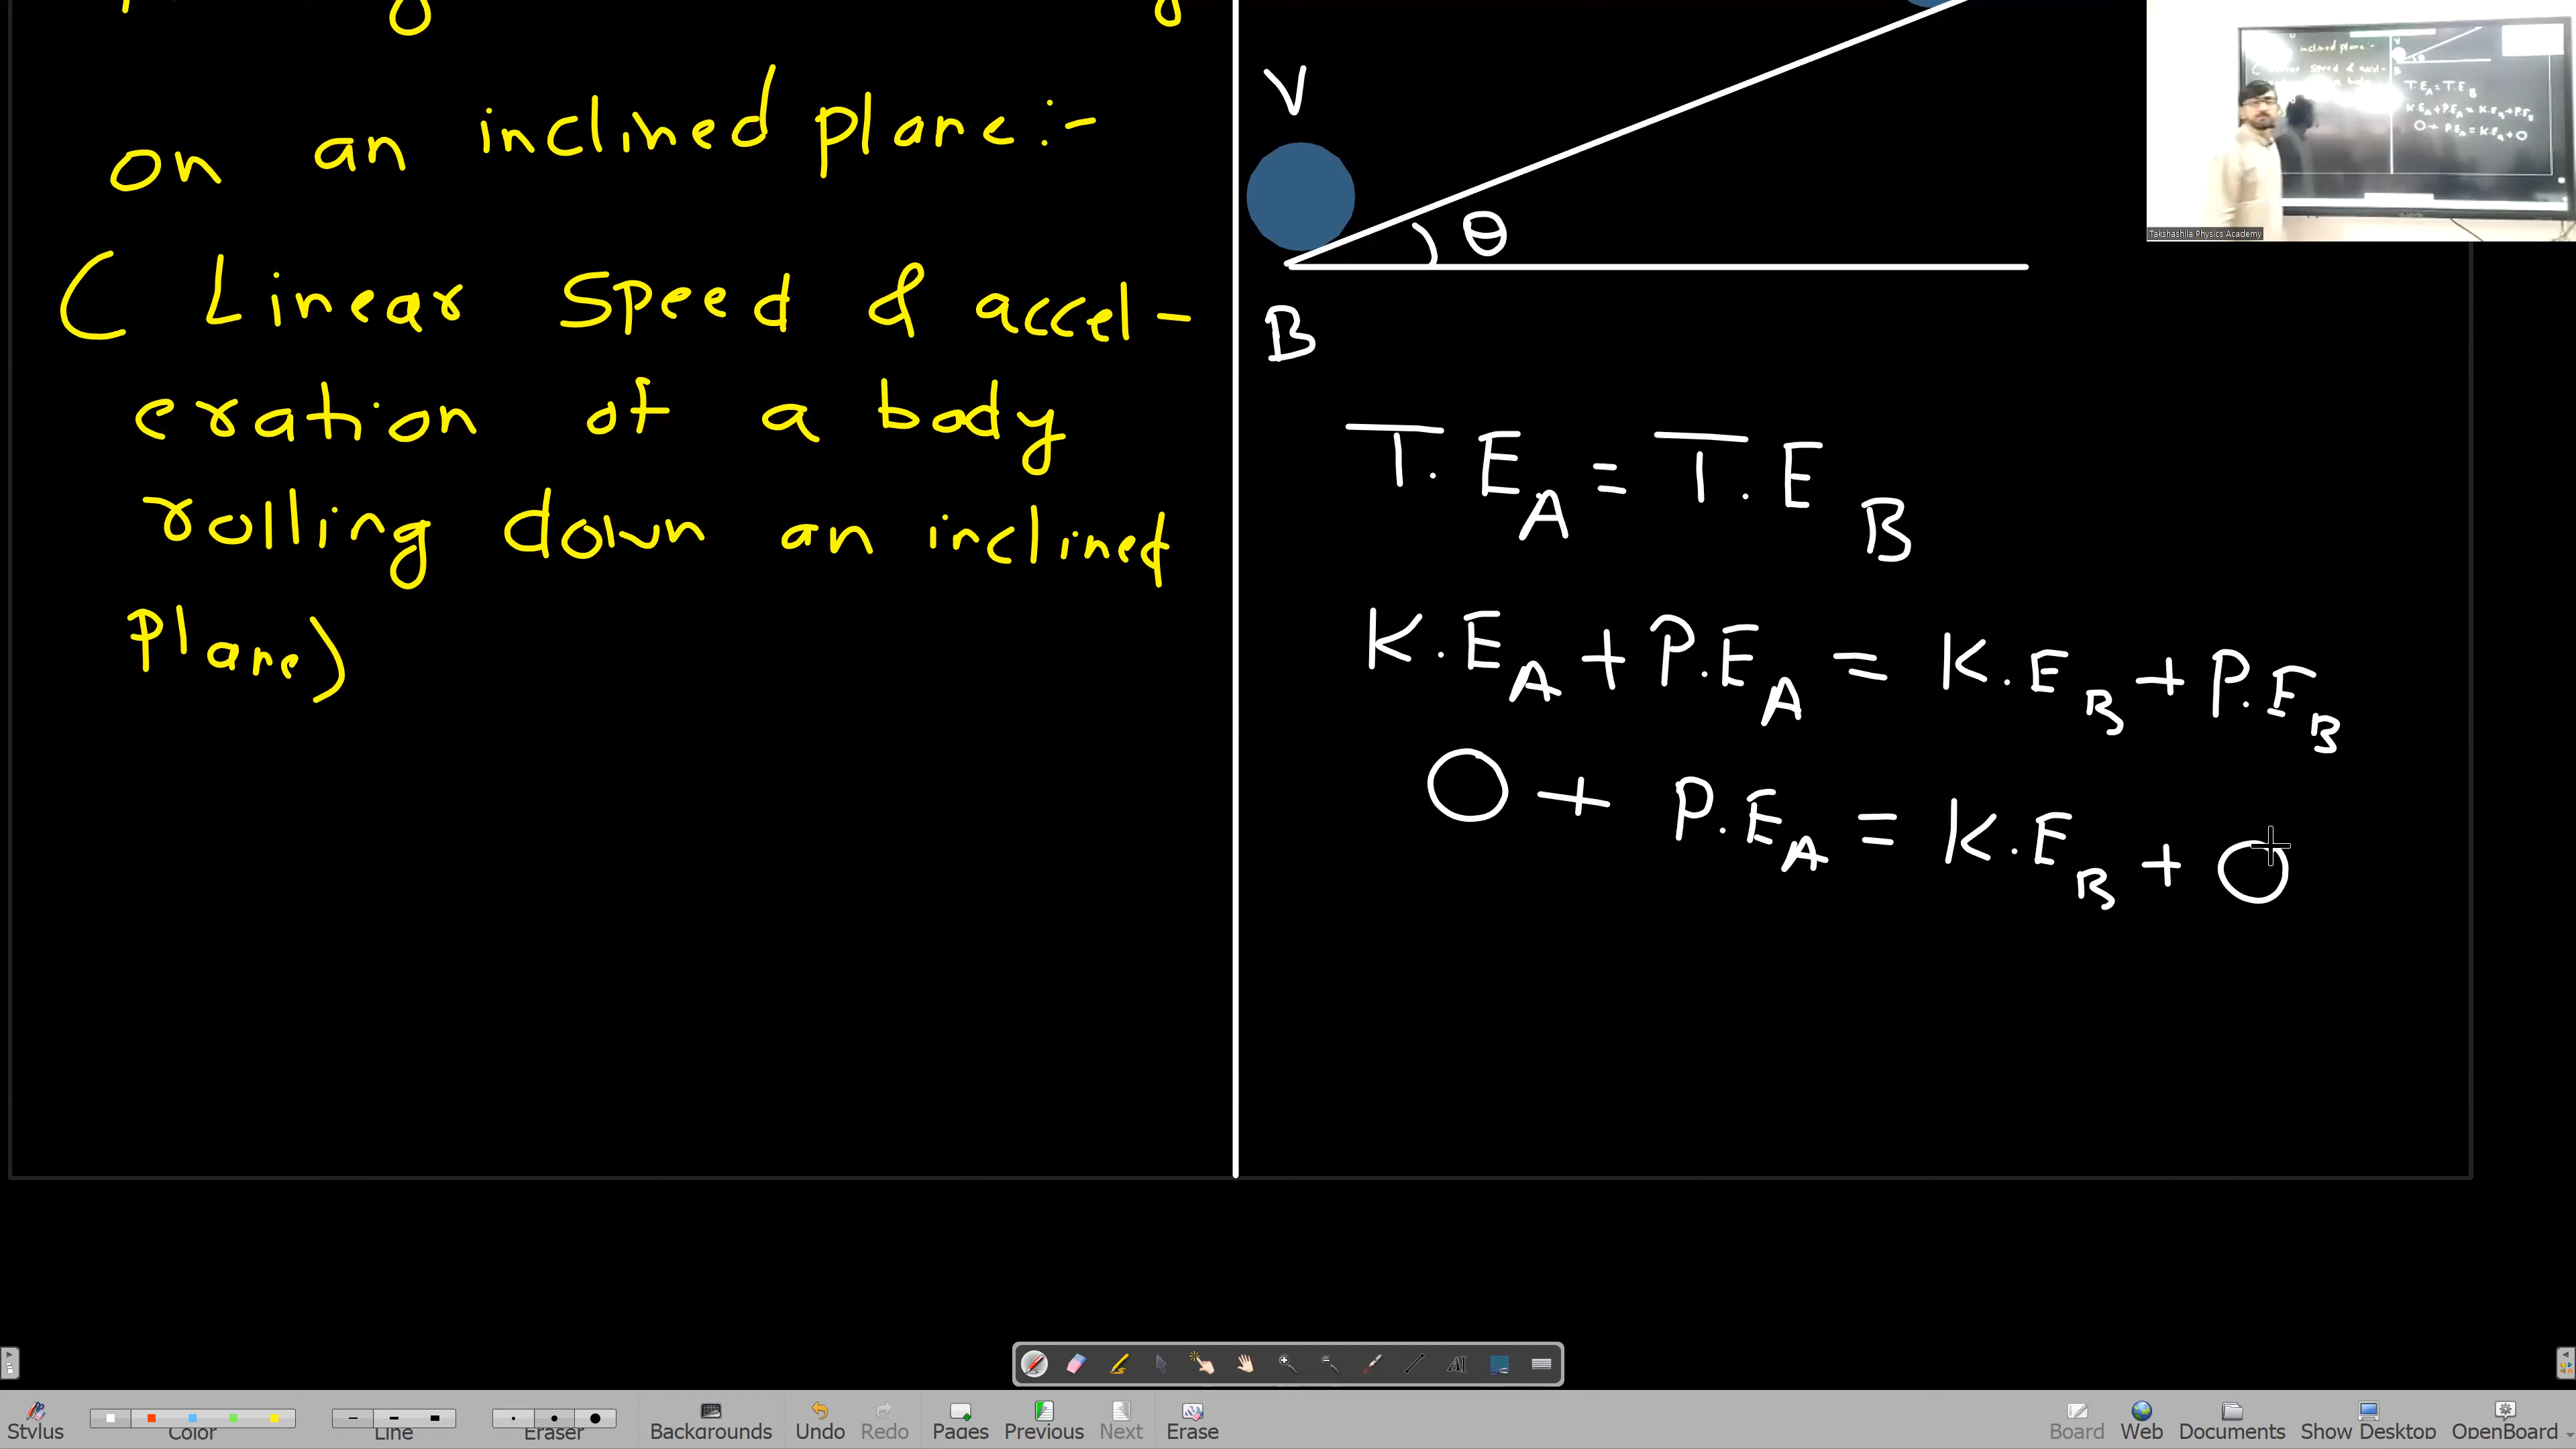 on an inclined plane:-
( Linear Speed & accel-
eration of a body
rolling down an inclined
Plane)
V
θ
B
T.E_A = T.E_B
K.E_A + P.E_A = K.E_B + P.E_B
0 + P.E_A = K.E_B + 0
Takshashila Physics Academy
Stylus Color Line Eraser Backgrounds Undo Redo Pages Previous Next Erase Board Web Documents Show Desktop OpenBoard